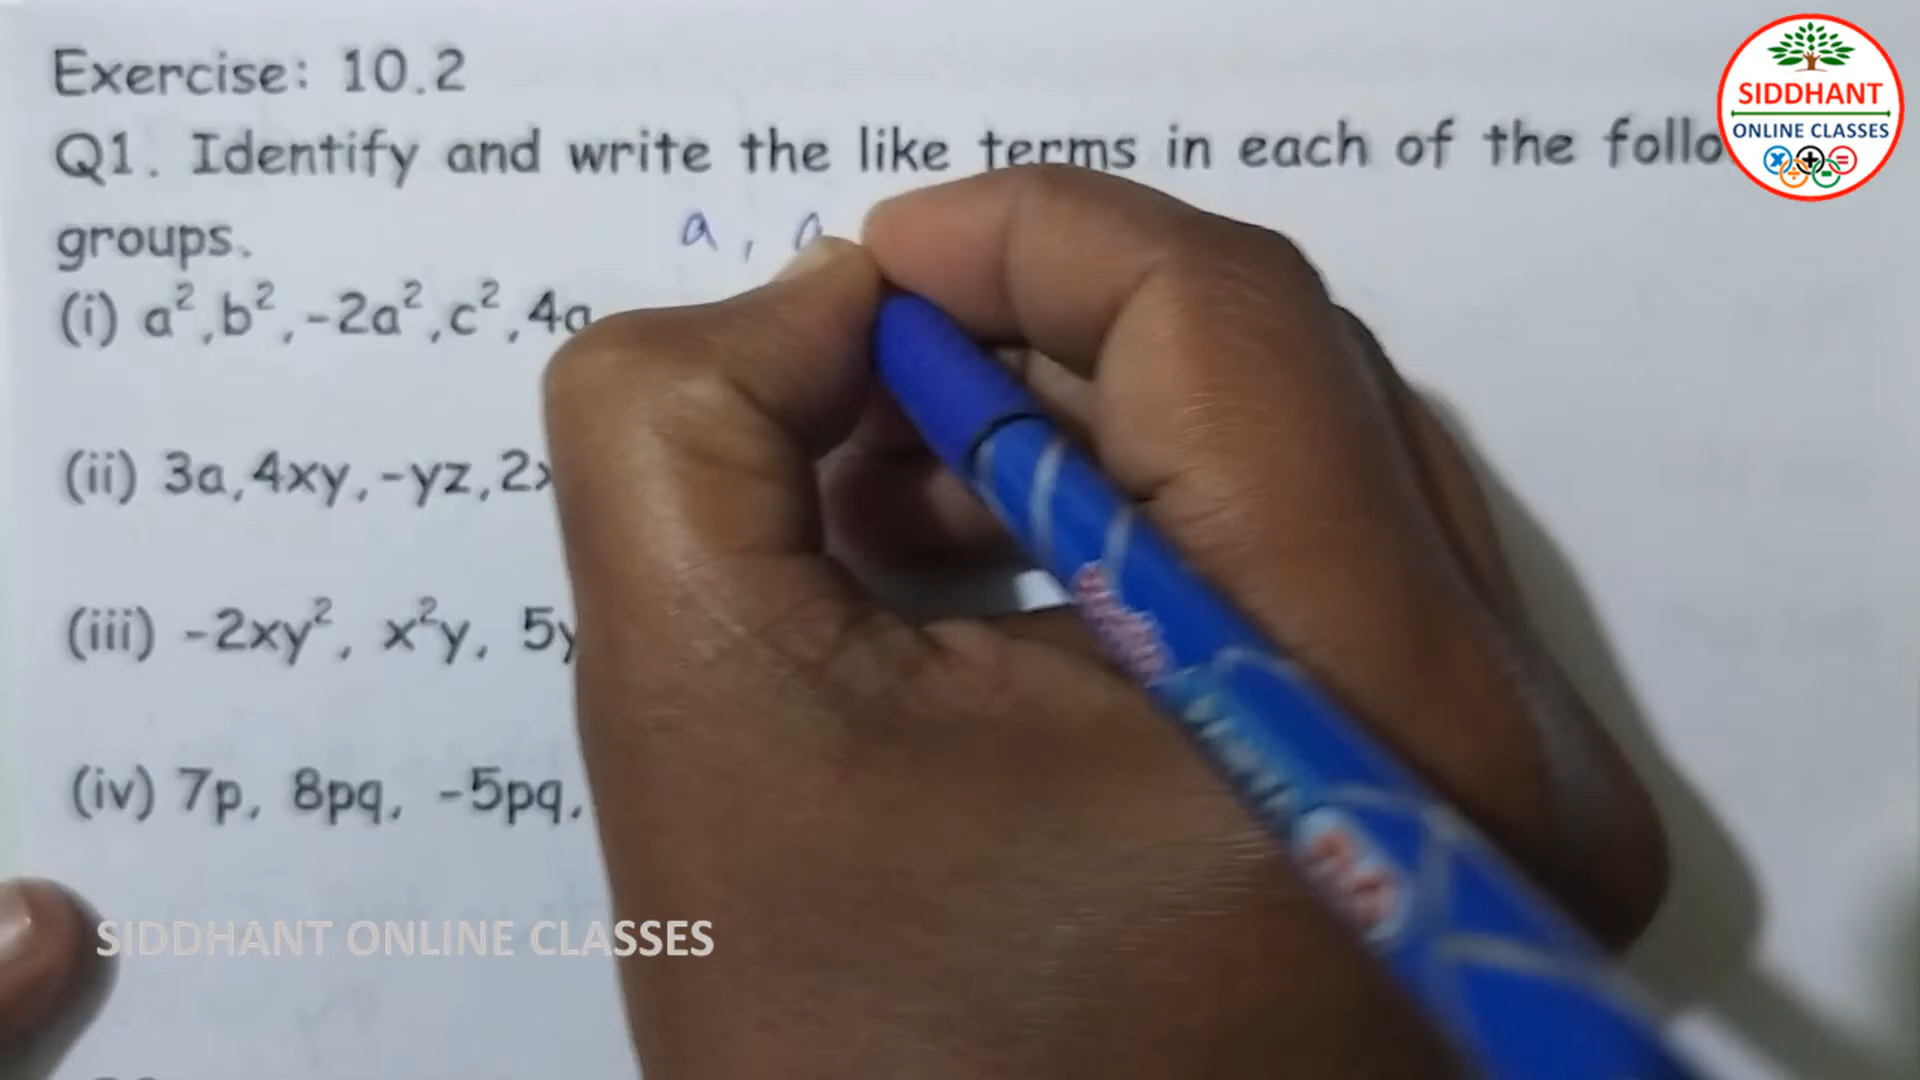 Exercise: 10.2
Q1. Identify and write the like terms in each of the follo
groups.
a,
(i) a²,b²,-2a²,c²,4a
(ii) 3a,4xy,-yz,2
(iii) -2xy², x²y, 5y
(iv) 7p, 8pq, -5pq,
SIDDHANT
ONLINE CLASSES
SIDDHANT ONLINE CLASSES